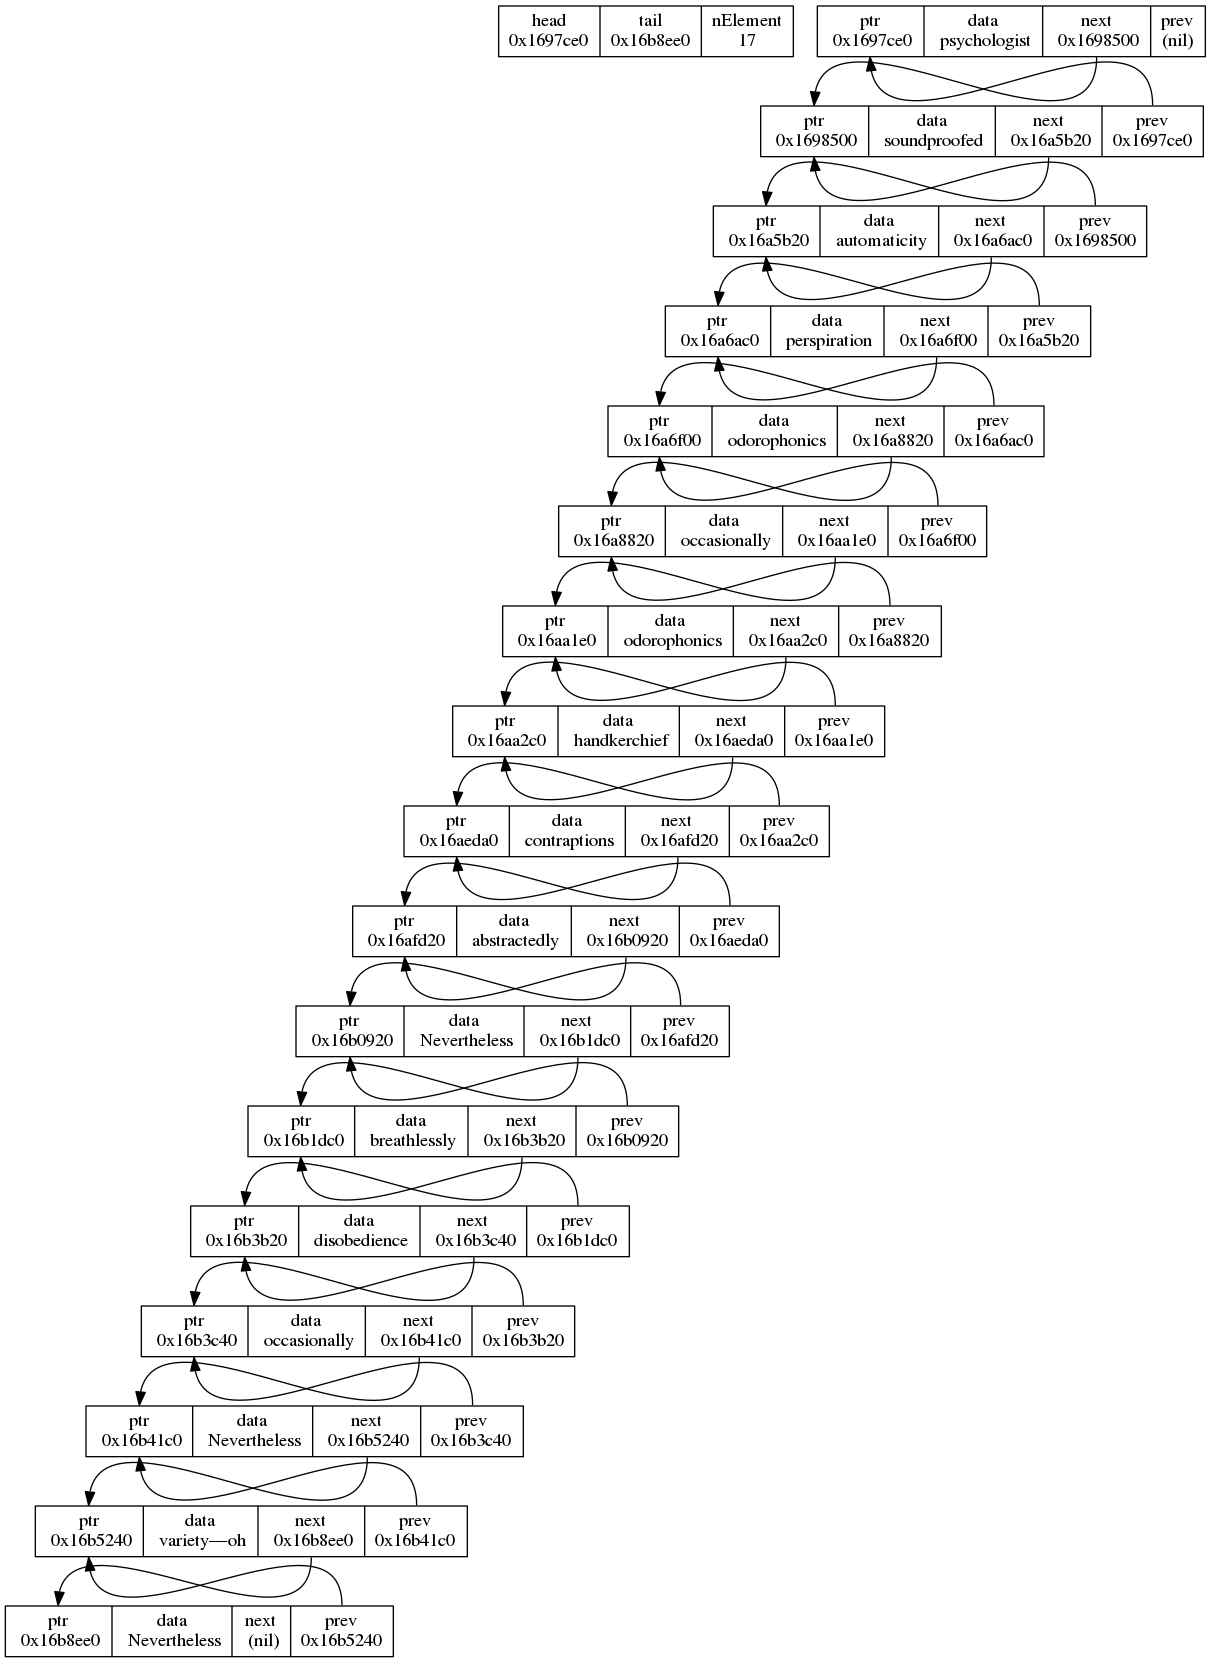 head tail nElement
0x1697ce0 0x16b8ee0 17
ptr data next prev
0x1697ce0 psychologist 0x1698500 (nil)
ptr data next prev
0x1698500 soundproofed 0x16a5b20 0x1697ce0
ptr data next prev
0x16a5b20 automaticity 0x16a6ac0 0x1698500
ptr data next prev
0x16a6ac0 perspiration 0x16a6f00 0x16a5b20
ptr data next prev
0x16a6f00 odorophonics 0x16a8820 0x16a6ac0
ptr data next prev
0x16a8820 occasionally 0x16aa1e0 0x16a6f00
ptr data next prev
0x16aa1e0 odorophonics 0x16aa2c0 0x16a8820
ptr data next prev
0x16aa2c0 handkerchief 0x16aeda0 0x16aa1e0
ptr data next prev
0x16aeda0 contraptions 0x16afd20 0x16aa2c0
ptr data next prev
0x16afd20 abstractedly 0x16b0920 0x16aeda0
ptr data next prev
0x16b0920 Nevertheless 0x16b1dc0 0x16afd20
ptr data next prev
0x16b1dc0 breathlessly 0x16b3b20 0x16b0920
ptr data next prev
0x16b3b20 disobedience 0x16b3c40 0x16b1dc0
ptr data next prev
0x16b3c40 occasionally 0x16b41c0 0x16b3b20
ptr data next prev
0x16b41c0 Nevertheless 0x16b5240 0x16b3c40
ptr data next prev
0x16b5240 variety—oh 0x16b8ee0 0x16b41c0
ptr data next prev
0x16b8ee0 Nevertheless (nil) 0x16b5240